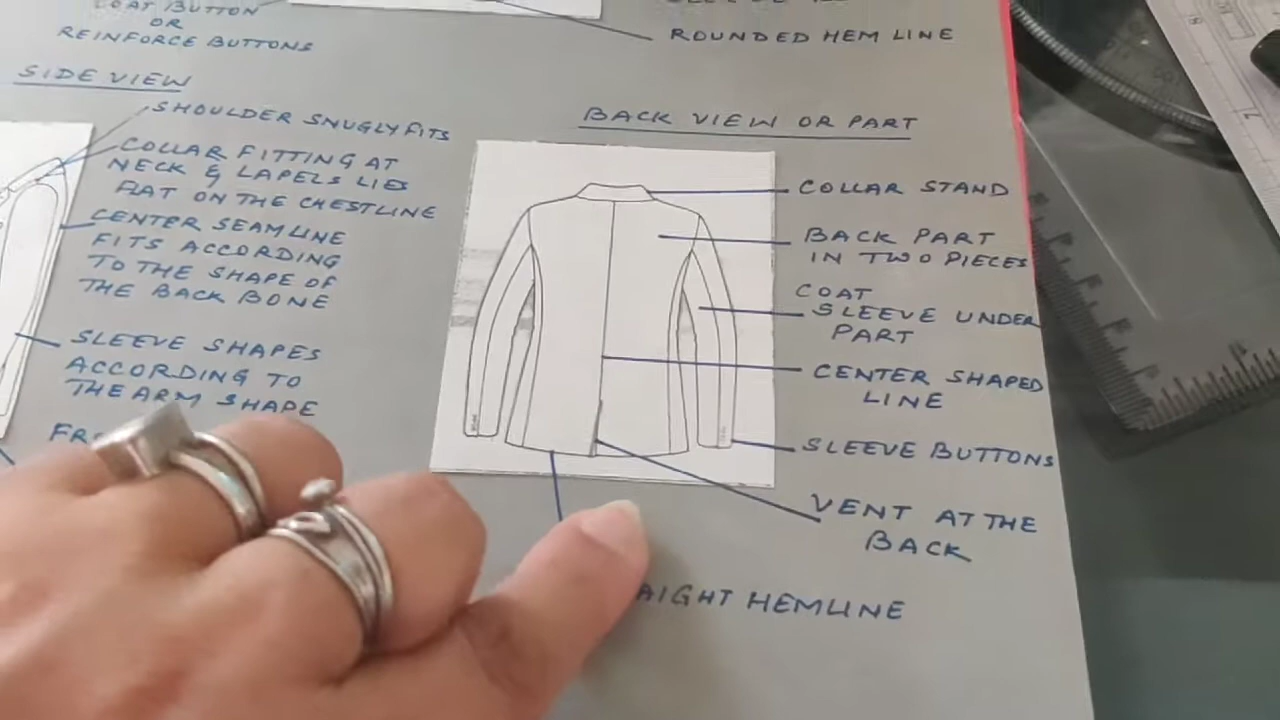 COAT BUTTON
OR
REINFORCE BUTTONS
ROUNDED HEM LINE
SIDE VIEW
SHOULDER SNUGLY FITS
COLLAR FITTING AT
NECK & LAPELS LIES
FLAT ON THE CHESTLINE
CENTER SEAM LINE
FITS ACCORDING
TO THE SHAPE OF
THE BACK BONE
SLEEVE SHAPES
ACCORDING TO
THE ARM SHAPE
BACK VIEW OR PART
COLLAR STAND
BACK PART
IN TWO PIECES
COAT
SLEEVE UNDER
PART
CENTER SHAPED
LINE
SLEEVE BUTTONS
VENT AT THE
BACK
HEMLINE